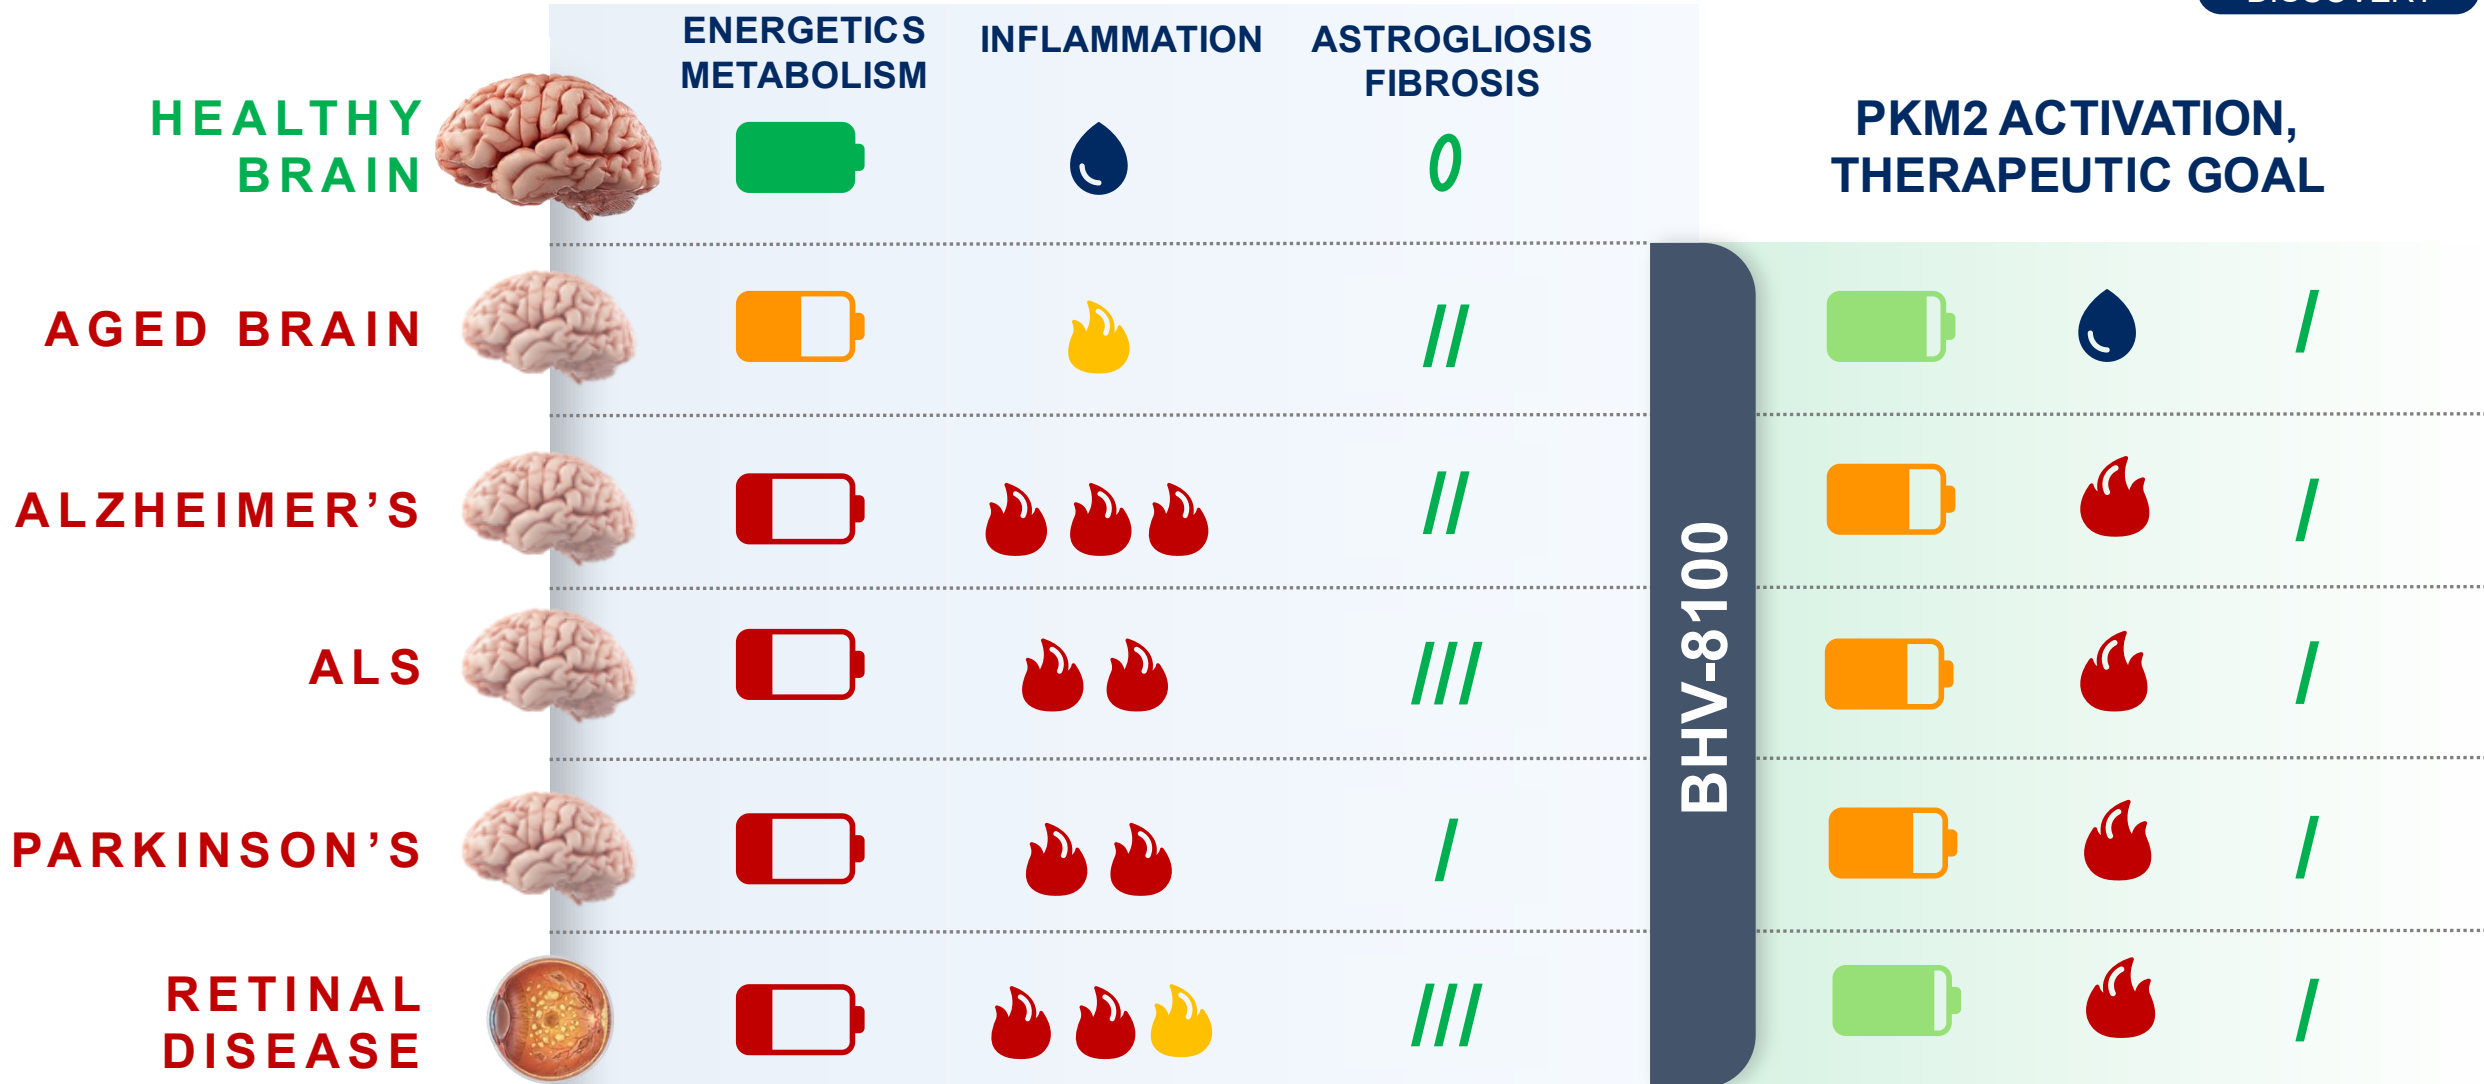 ENERGETICS
METABOLISM
INFLAMMATION
ASTROGLIOSIS
FIBROSIS
HEALTHY
BRAIN
0
PKM2 ACTIVATION,
THERAPEUTIC GOAL
AGED BRAIN
//
/
ALZHEIMER’S
//
/
ALS
///
/
BHV-8100
PARKINSON’S
/
/
RETINAL
DISEASE
///
/